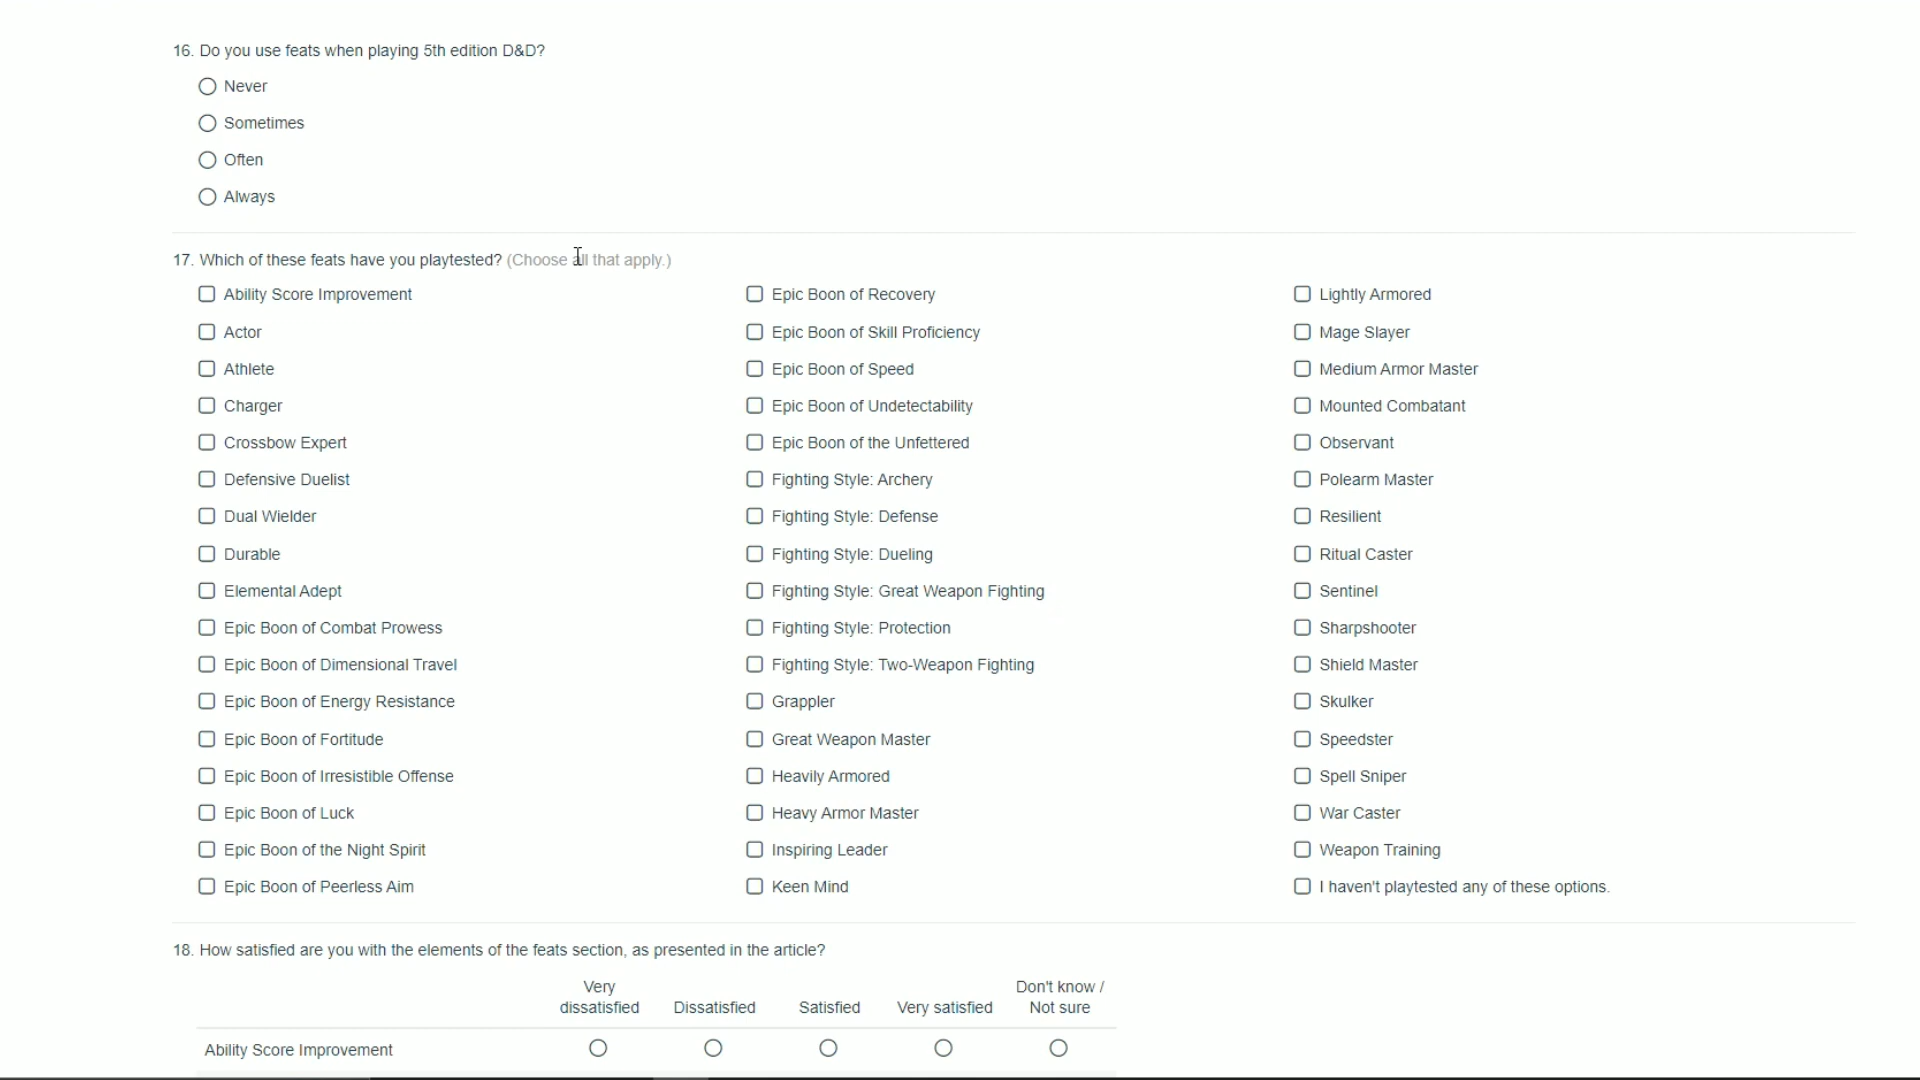 16. Do you use feats when playing 5th edition D&D?
Never
Sometimes
Often
Always
17. Which of these feats have you playtested? (Choose all that apply.)
Ability Score Improvement
Actor
Athlete
Charger
Crossbow Expert
Defensive Duelist
Dual Wielder
Durable
Elemental Adept
Epic Boon of Combat Prowess
Epic Boon of Dimensional Travel
Epic Boon of Energy Resistance
Epic Boon of Fortitude
Epic Boon of Irresistible Offense
Epic Boon of Luck
Epic Boon of the Night Spirit
Epic Boon of Peerless Aim
Epic Boon of Recovery
Epic Boon of Skill Proficiency
Epic Boon of Speed
Epic Boon of Undetectability
Epic Boon of the Unfettered
Fighting Style: Archery
Fighting Style: Defense
Fighting Style: Dueling
Fighting Style: Great Weapon Fighting
Fighting Style: Protection
Fighting Style: Two-Weapon Fighting
Grappler
Great Weapon Master
Heavily Armored
Heavy Armor Master
Inspiring Leader
Keen Mind
Lightly Armored
Mage Slayer
Medium Armor Master
Mounted Combatant
Observant
Polearm Master
Resilient
Ritual Caster
Sentinel
Sharpshooter
Shield Master
Skulker
Speedster
Spell Sniper
War Caster
Weapon Training
I haven't playtested any of these options.
18. How satisfied are you with the elements of the feats section, as presented in the article?
Very
dissatisfied
Dissatisfied
Satisfied
Very satisfied
Don't know /
Not sure
Ability Score Improvement